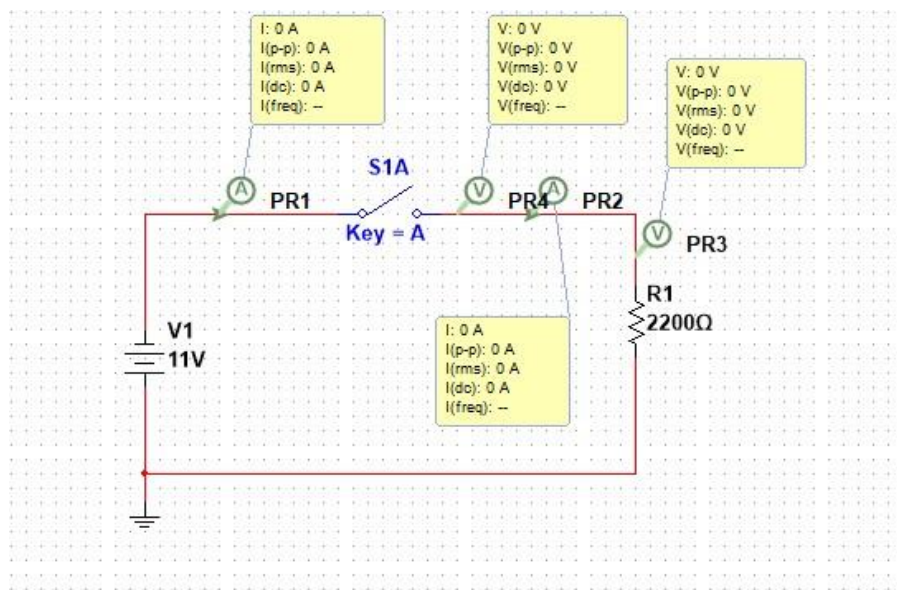 I: 0 A
I(p-p): 0 A
I(rms): 0 A
I(dc): 0 A
I(freq): --
V: 0 V
V(p-p): 0 V
V(rms): 0 V
V(dc): 0 V
V(freq): --
V: 0 V
V(p-p): 0 V
V(rms): 0 V
V(dc): 0 V
V(freq): --
S1A
A
PR1
V
PR4
A
PR2
Key = A
V
PR3
R1
2200Ω
V1
11V
I: 0 A
I(p-p): 0 A
I(rms): 0 A
I(dc): 0 A
I(freq): --